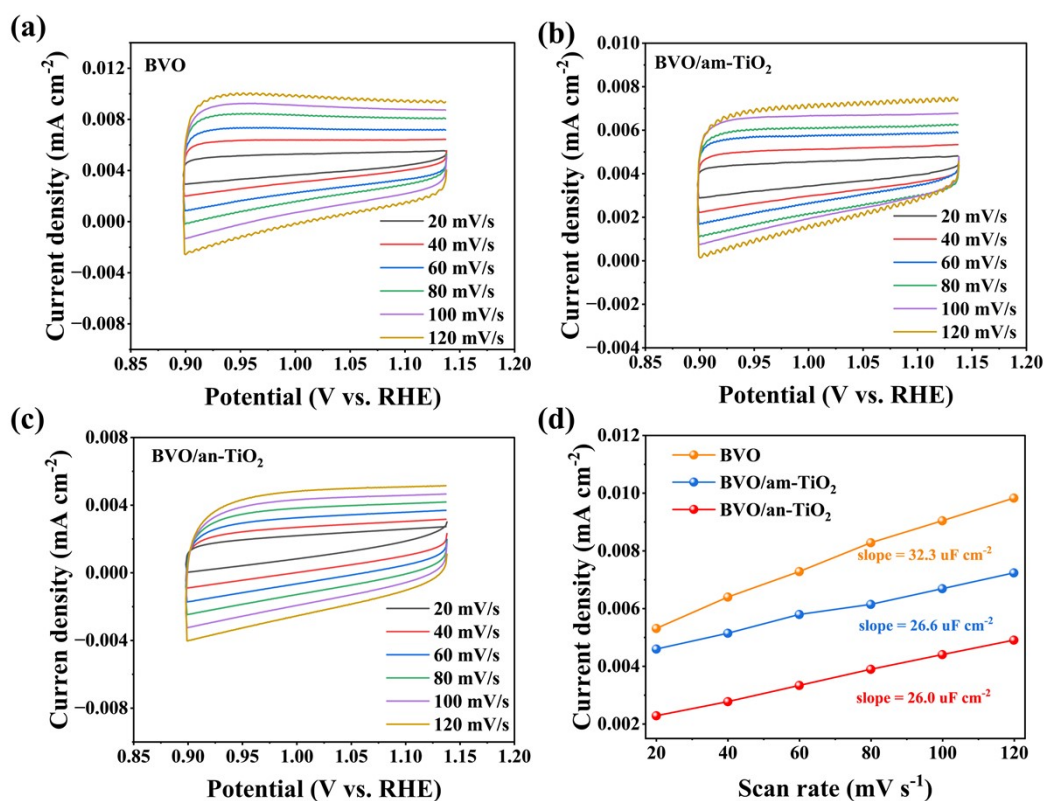 (a)
BVO
Current density (mA cm⁻²)
0.012
0.008
0.004
0.000
−0.004
−0.008
20 mV/s
40 mV/s
60 mV/s
80 mV/s
100 mV/s
120 mV/s
0.85 0.90 0.95 1.00 1.05 1.10 1.15 1.20
Potential (V vs. RHE)
(b)
BVO/am-TiO₂
Current density (mA cm⁻²)
0.010
0.008
0.006
0.004
0.002
0.000
−0.002
−0.004
20 mV/s
40 mV/s
60 mV/s
80 mV/s
100 mV/s
120 mV/s
0.85 0.90 0.95 1.00 1.05 1.10 1.15 1.20
Potential (V vs. RHE)
(c)
BVO/an-TiO₂
Curren density (mA cm⁻²)
0.008
0.004
0.000
−0.004
−0.008
20 mV/s
40 mV/s
60 mV/s
80 mV/s
100 mV/s
120 mV/s
0.85 0.90 0.95 1.00 1.05 1.10 1.15 1.20
Potential (V vs. RHE)
(d)
Current density (mA cm⁻²)
0.012
0.010
0.008
0.006
0.004
0.002
BVO
BVO/am-TiO₂
BVO/an-TiO₂
slope = 32.3 uF cm⁻²
slope = 26.6 uF cm⁻²
slope = 26.0 uF cm⁻²
20 40 60 80 100 120
Scan rate (mV s⁻¹)